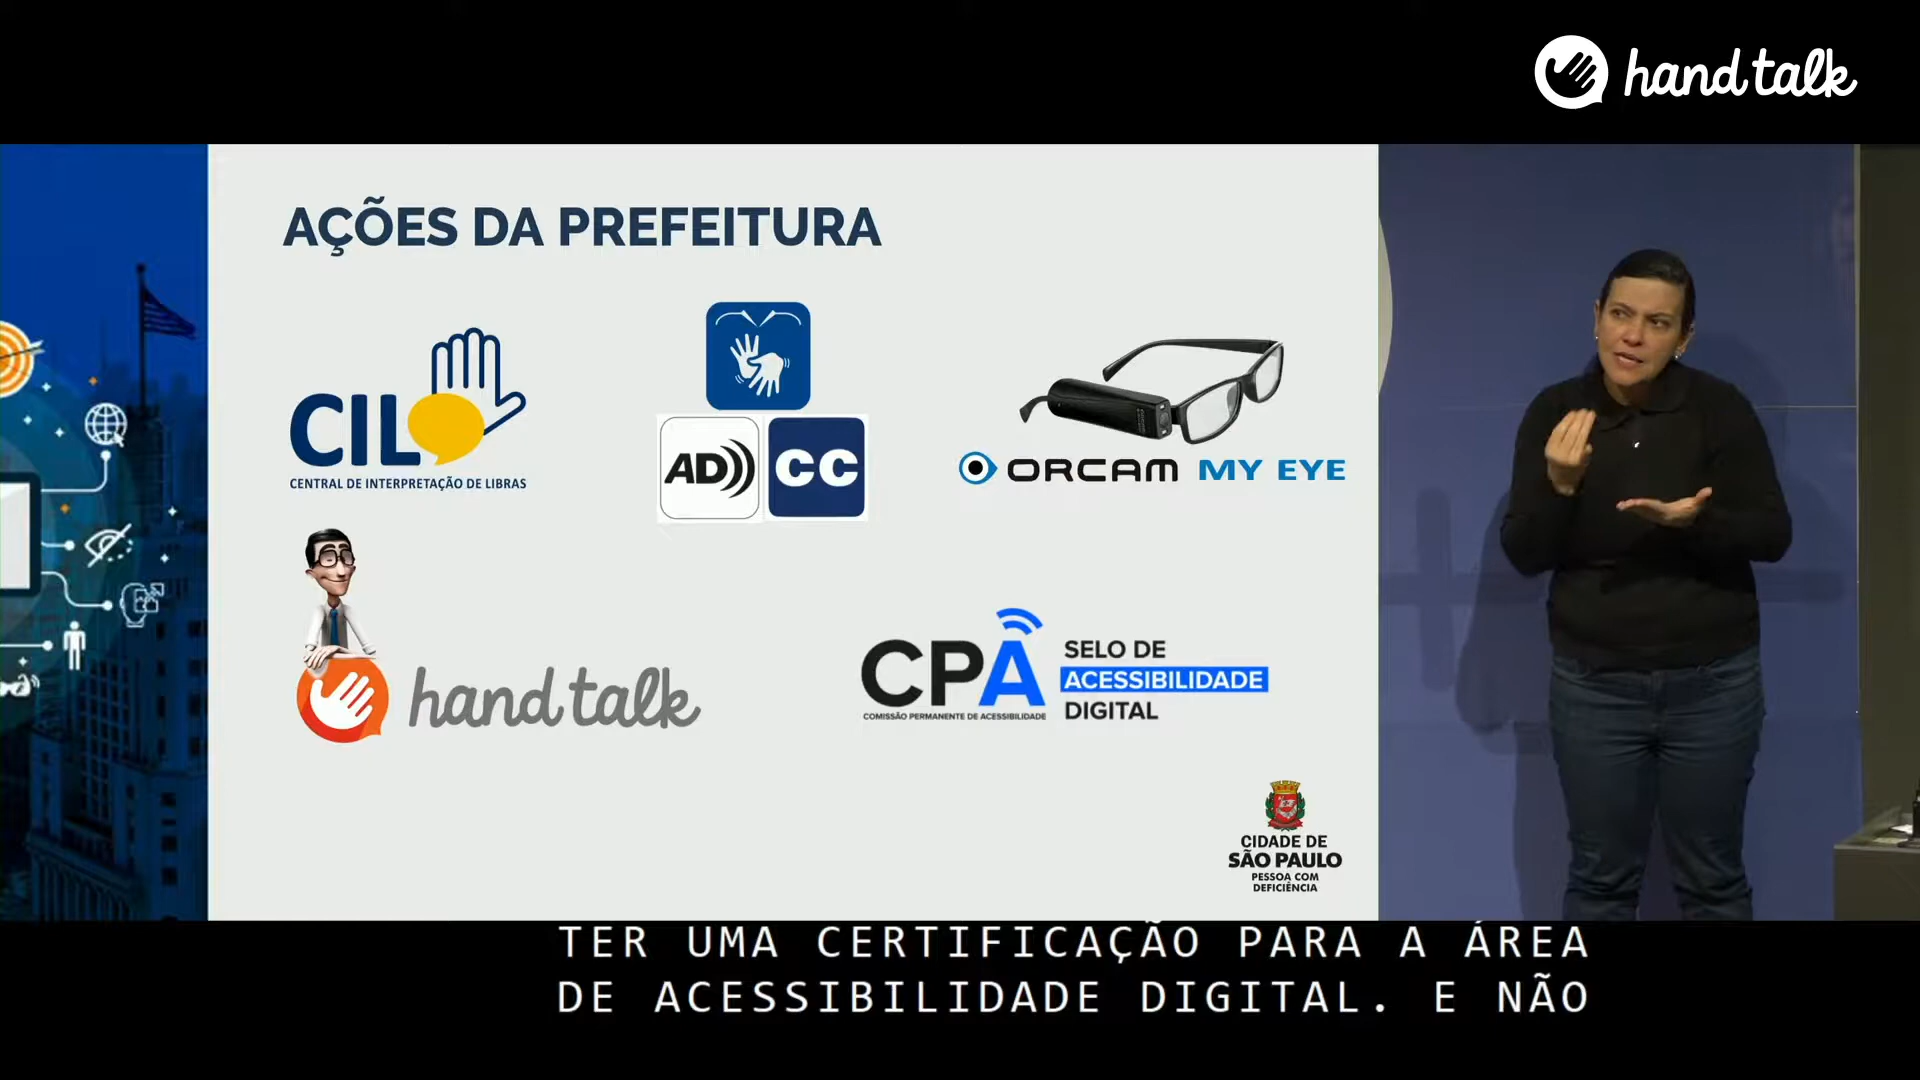 hand talk
AÇÕES DA PREFEITURA
CIL
CENTRAL DE INTERPRETAÇÃO DE LIBRAS
AD
CC
ORCAM MY EYE
hand talk
CPA
COMISSÃO PERMANENTE DE ACESSIBILIDADE
SELO DE
ACESSIBILIDADE
DIGITAL
CIDADE DE
SÃO PAULO
PESSOA COM
DEFICIÊNCIA
TER UMA CERTIFICAÇÃO PARA A ÁREA
DE ACESSIBILIDADE DIGITAL. E NÃO